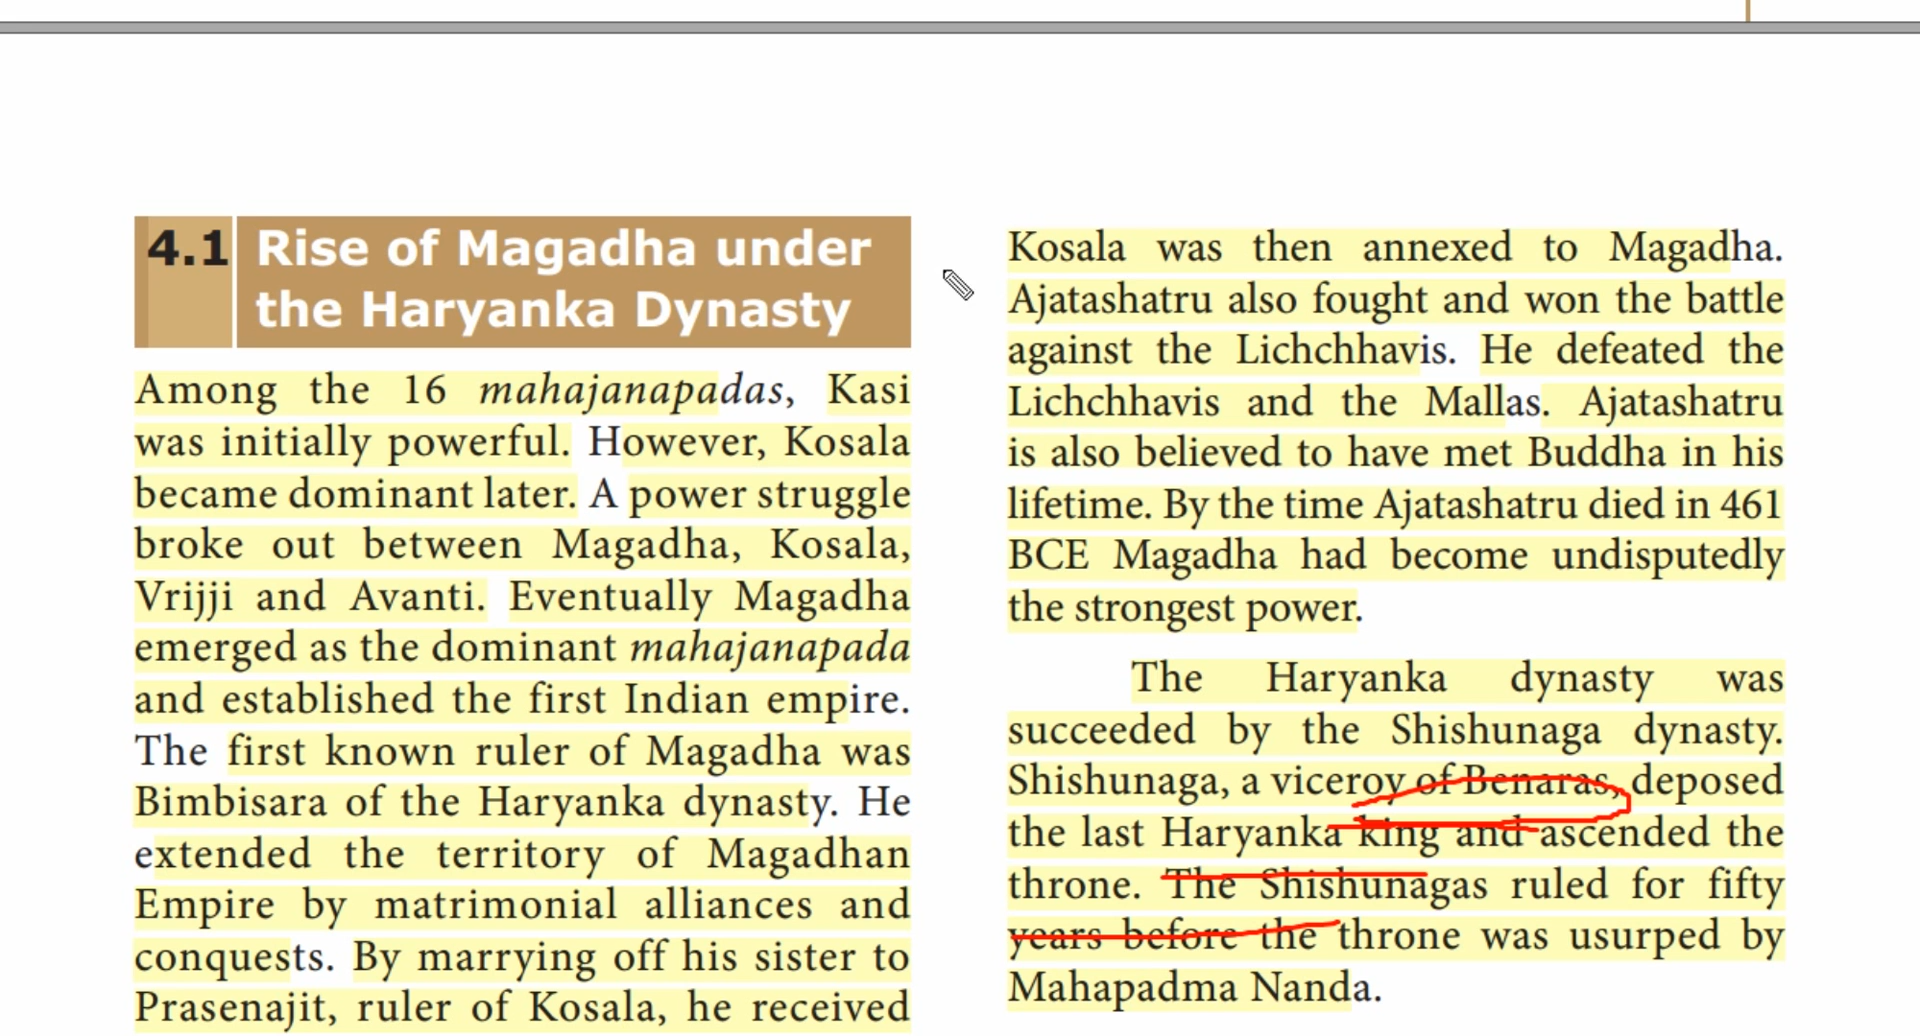 4.1 Rise of Magadha under
the Haryanka Dynasty
Among the 16 mahajanapadas, Kasi
was initially powerful. However, Kosala
became dominant later. A power struggle
broke out between Magadha, Kosala,
Vrijji and Avanti. Eventually Magadha
emerged as the dominant mahajanapada
and established the first Indian empire.
The first known ruler of Magadha was
Bimbisara of the Haryanka dynasty. He
extended the territory of Magadhan
Empire by matrimonial alliances and
conquests. By marrying off his sister to
Prasenajit, ruler of Kosala, he received
Kosala was then annexed to Magadha.
Ajatashatru also fought and won the battle
against the Lichchhavis. He defeated the
Lichchhavis and the Mallas. Ajatashatru
is also believed to have met Buddha in his
lifetime. By the time Ajatashatru died in 461
BCE Magadha had become undisputedly
the strongest power.
The Haryanka dynasty was
succeeded by the Shishunaga dynasty.
Shishunaga, a viceroy of Benaras, deposed
the last Haryanka king and ascended the
throne. The Shishunagas ruled for fifty
years before the throne was usurped by
Mahapadma Nanda.